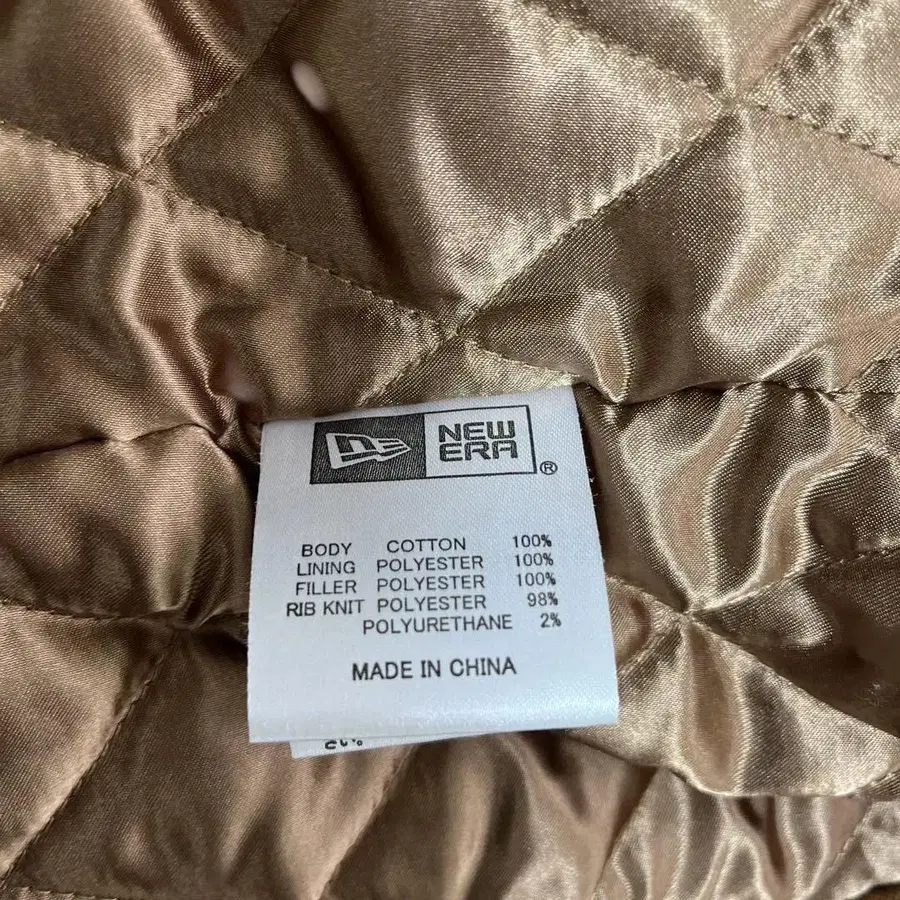 NEW
ERA®
BODY COTTON 100%
LINING POLYESTER 100%
FILLER POLYESTER 100%
RIB KNIT POLYESTER 98%
POLYURETHANE 2%
MADE IN CHINA